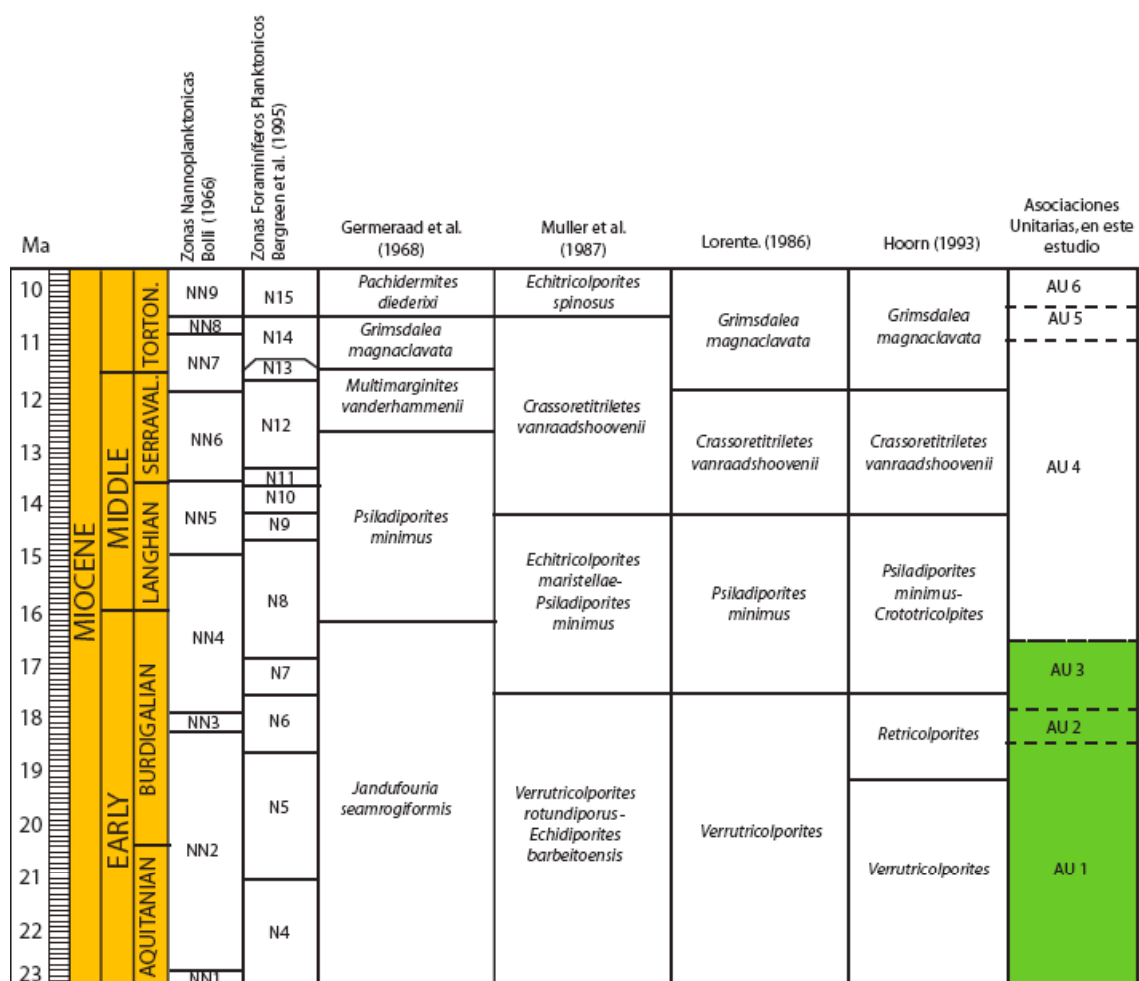 Zonas Nannoplanktonicas
Bolli (1966)
Zonas Foraminíferos Planktonicos
Bergreen et al. (1995)
Ma
Germeraad et al.
(1968)
Muller et al.
(1987)
Lorente. (1986)
Hoorn (1993)
Asociaciones
Unitarias, en este
estudio
10
11
12
13
14
15
16
17
18
19
20
21
22
23
MIOCENE
MIDDLE
EARLY
TORTON.
SERRAVAL.
LANGHIAN
BURDIGALIAN
AQUITANIAN
NN9
NN8
NN7
NN6
NN5
NN4
NN3
NN2
NN1
N15
N14
N13
N12
N11
N10
N9
N8
N7
N6
N5
N4
Pachidermites
diederixi
Grimsdalea
magnaclavata
Multimarginites
vanderhammenii
Psiladiporites
minimus
Jandufouria
seamrogiformis
Echitricolporites
spinosus
Crassoretitriletes
vanraadshoovenii
Echitricolporites
maristellae-
Psiladiporites
minimus
Verrutricolporites
rotundiporus-
Echidiporites
barbeitoensis
Grimsdalea
magnaclavata
Crassoretitriletes
vanraadshoovenii
Psiladiporites
minimus
Verrutricolporites
Grimsdalea
magnaclavata
Crassoretitriletes
vanraadshoovenii
Psiladiporites
minimus-
Crototricolpites
Retricolporites
Verrutricolporites
AU 6
AU 5
AU 4
AU 3
AU 2
AU 1